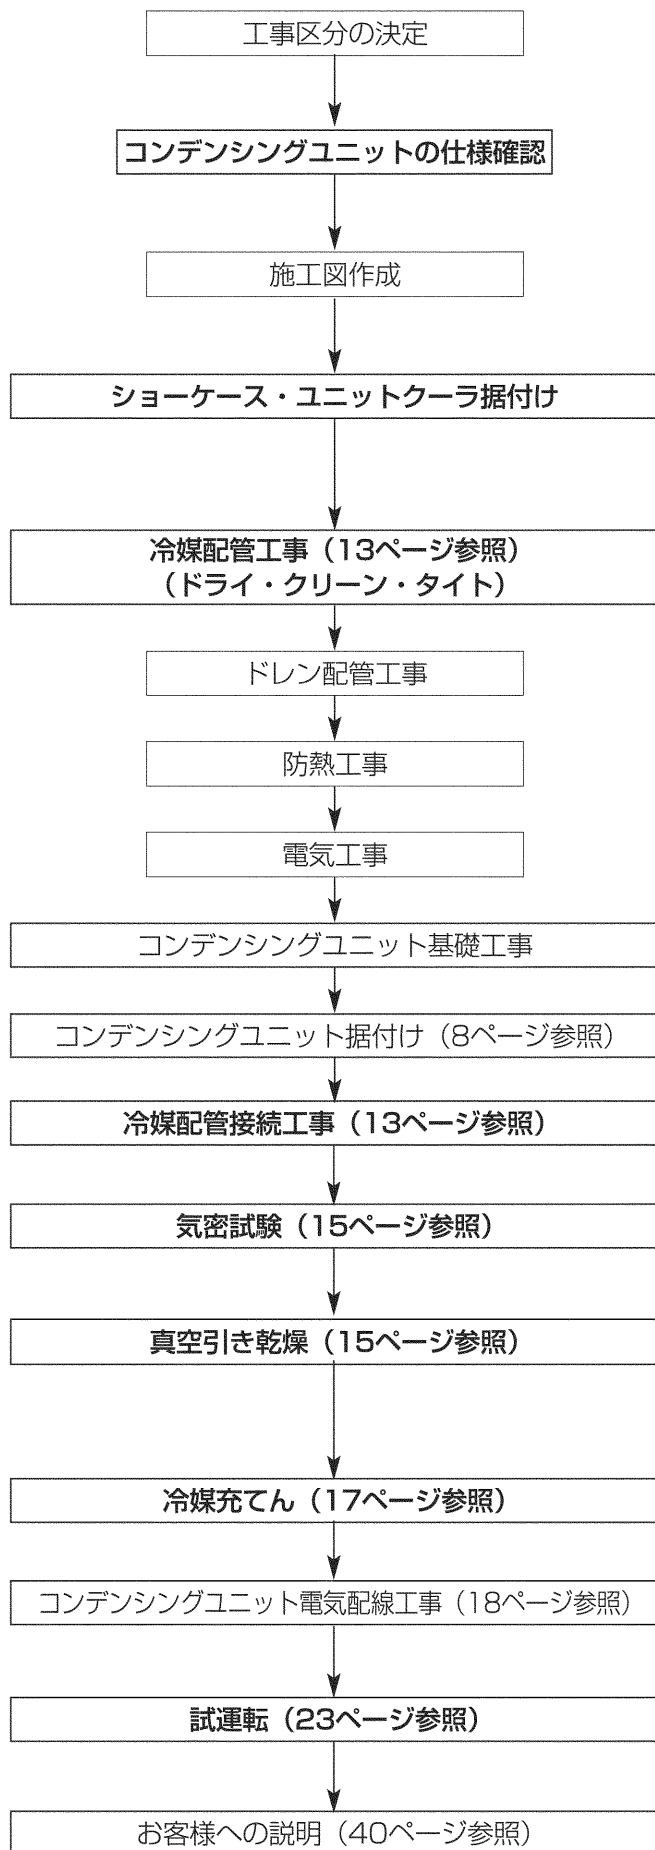 工事区分の決定
コンデンシングユニットの仕様確認
施工図作成
ショーケース・ユニットクーラ据付け
冷媒配管工事（13ページ参照）
（ドライ・クリーン・タイト）
ドレン配管工事
防熱工事
電気工事
コンデンシングユニット基礎工事
コンデンシングユニット据付け（8ページ参照）
冷媒配管接続工事（13ページ参照）
気密試験（15ページ参照）
真空引き乾燥（15ページ参照）
冷媒充てん（17ページ参照）
コンデンシングユニット電気配線工事（18ページ参照）
試運転（23ページ参照）
お客様への説明（40ページ参照）